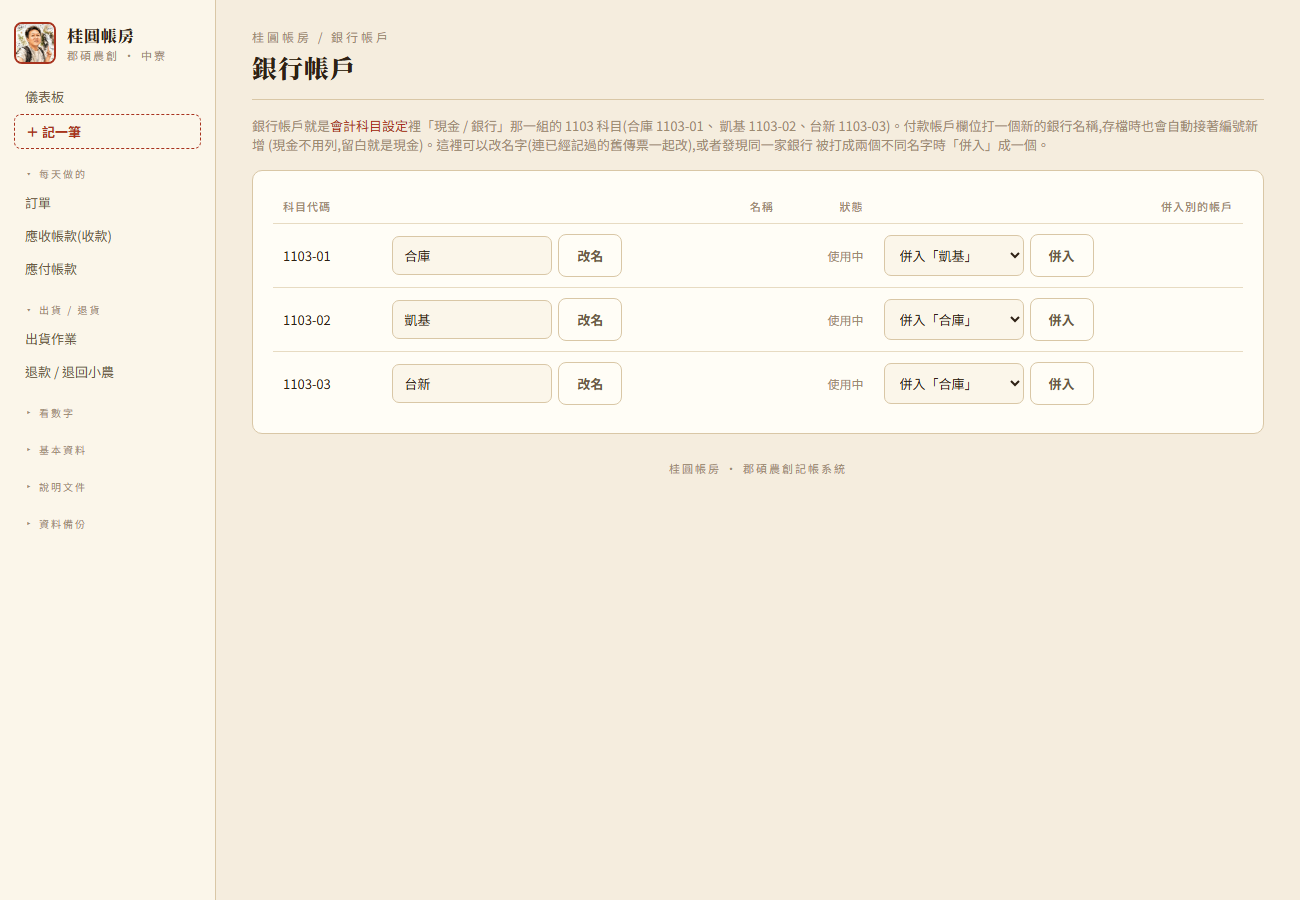 桂圓帳房
郡碩農創 ・ 中寮
儀表板
＋ 記一筆
每天做的
訂單
應收帳款(收款)
應付帳款
出貨 / 退貨
出貨作業
退款 / 退回小農
看數字
基本資料
說明文件
資料備份
桂圓帳房 / 銀行帳戶
銀行帳戶
銀行帳戶就是會計科目設定裡「現金 / 銀行」那一組的 1103 科目(合庫 1103-01、 凱基 1103-02、台新 1103-03)。付款帳戶欄位打一個新的銀行名稱,存檔時也會自動接著編號新
增 (現金不用列,留白就是現金)。這裡可以改名字(連已經記過的舊傳票一起改),或者發現同一家銀行 被打成兩個不同名字時「併入」成一個。
科目代碼 名稱 狀態 併入別的帳戶
1103-01 合庫 改名 使用中 併入「凱基」 併入
1103-02 凱基 改名 使用中 併入「合庫」 併入
1103-03 台新 改名 使用中 併入「合庫」 併入
桂圓帳房 ・ 郡碩農創記帳系統